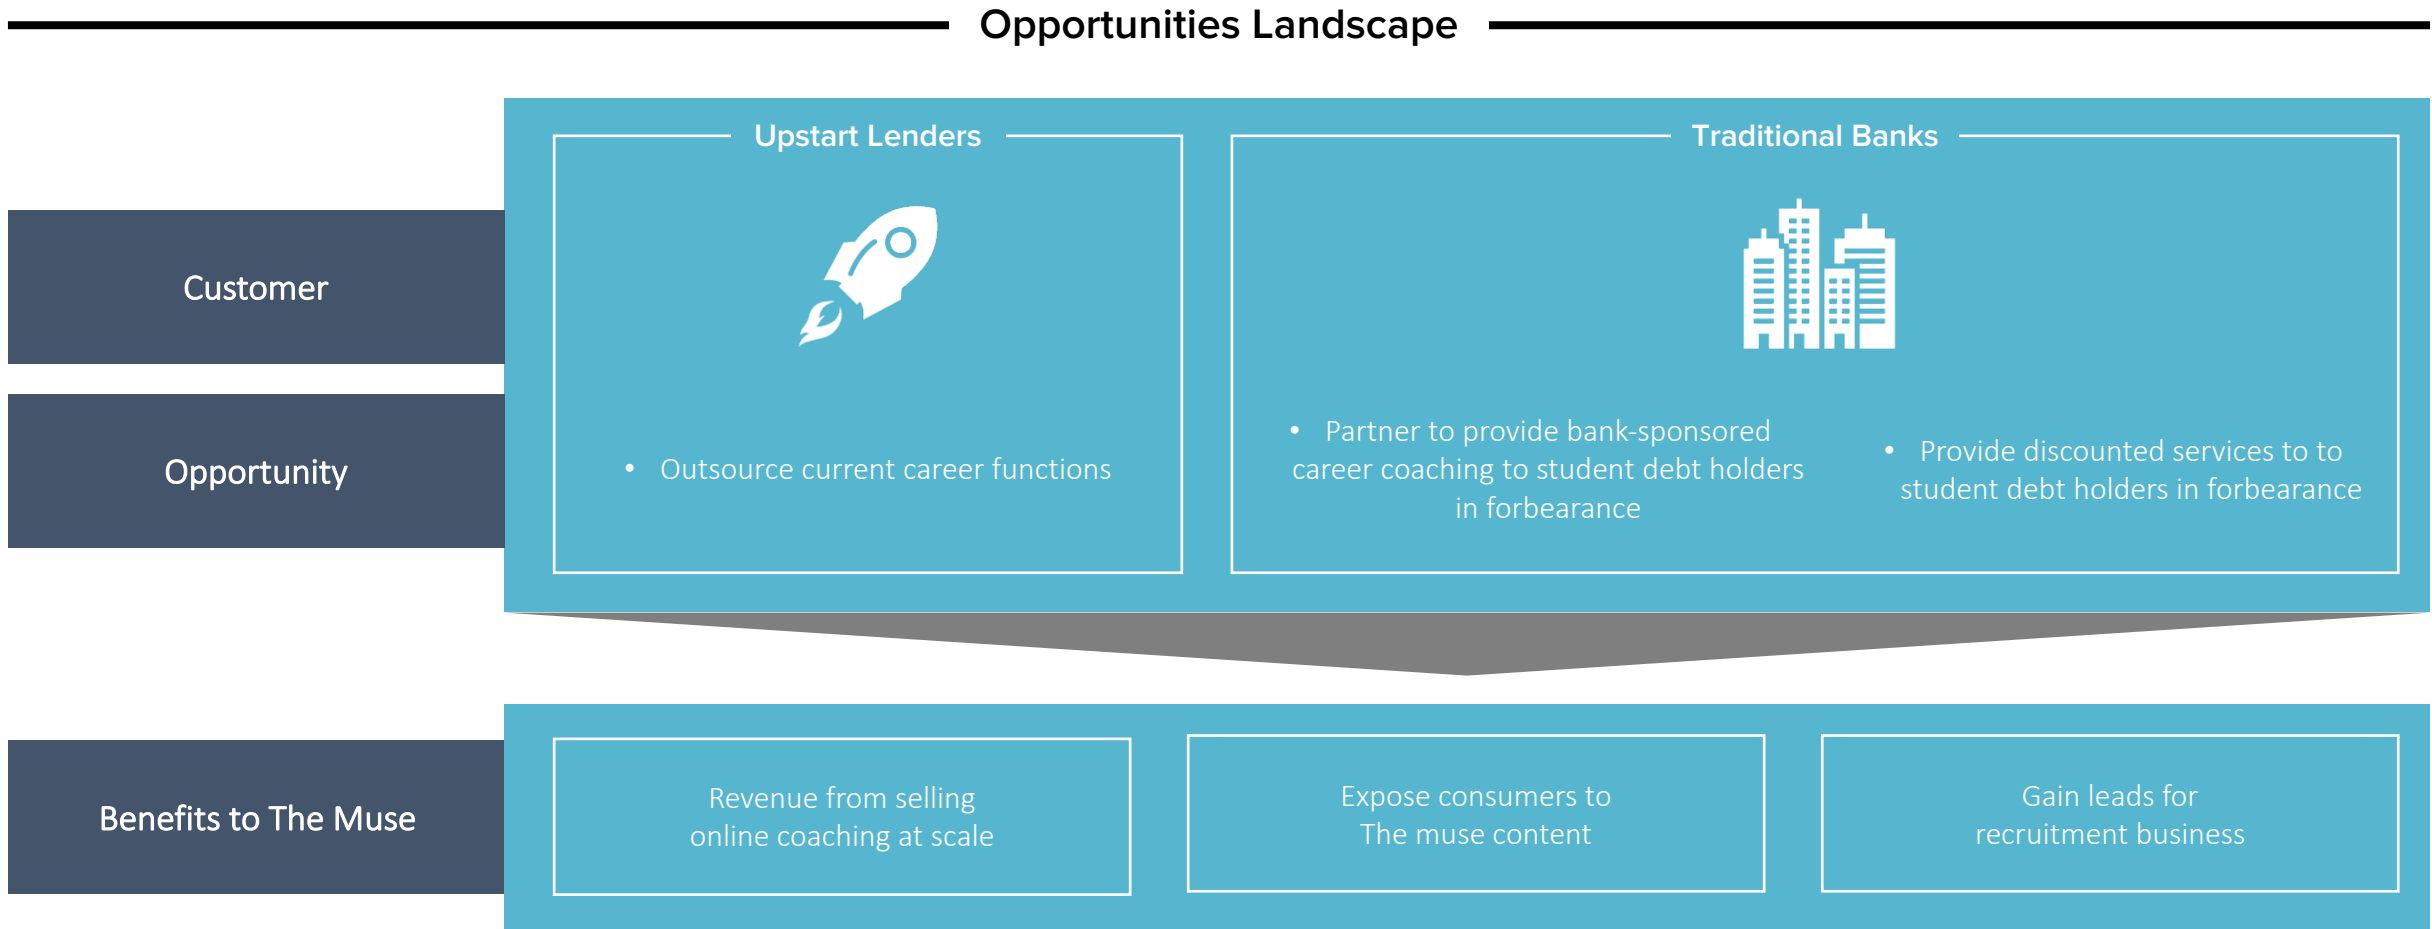 Opportunities Landscape
Upstart Lenders
Traditional Banks
Customer
Opportunity
• Outsource current career functions
• Partner to provide bank-sponsored
career coaching to student debt holders
in forbearance
• Provide discounted services to to
student debt holders in forbearance
Benefits to The Muse
Revenue from selling
online coaching at scale
Expose consumers to
The muse content
Gain leads for
recruitment business